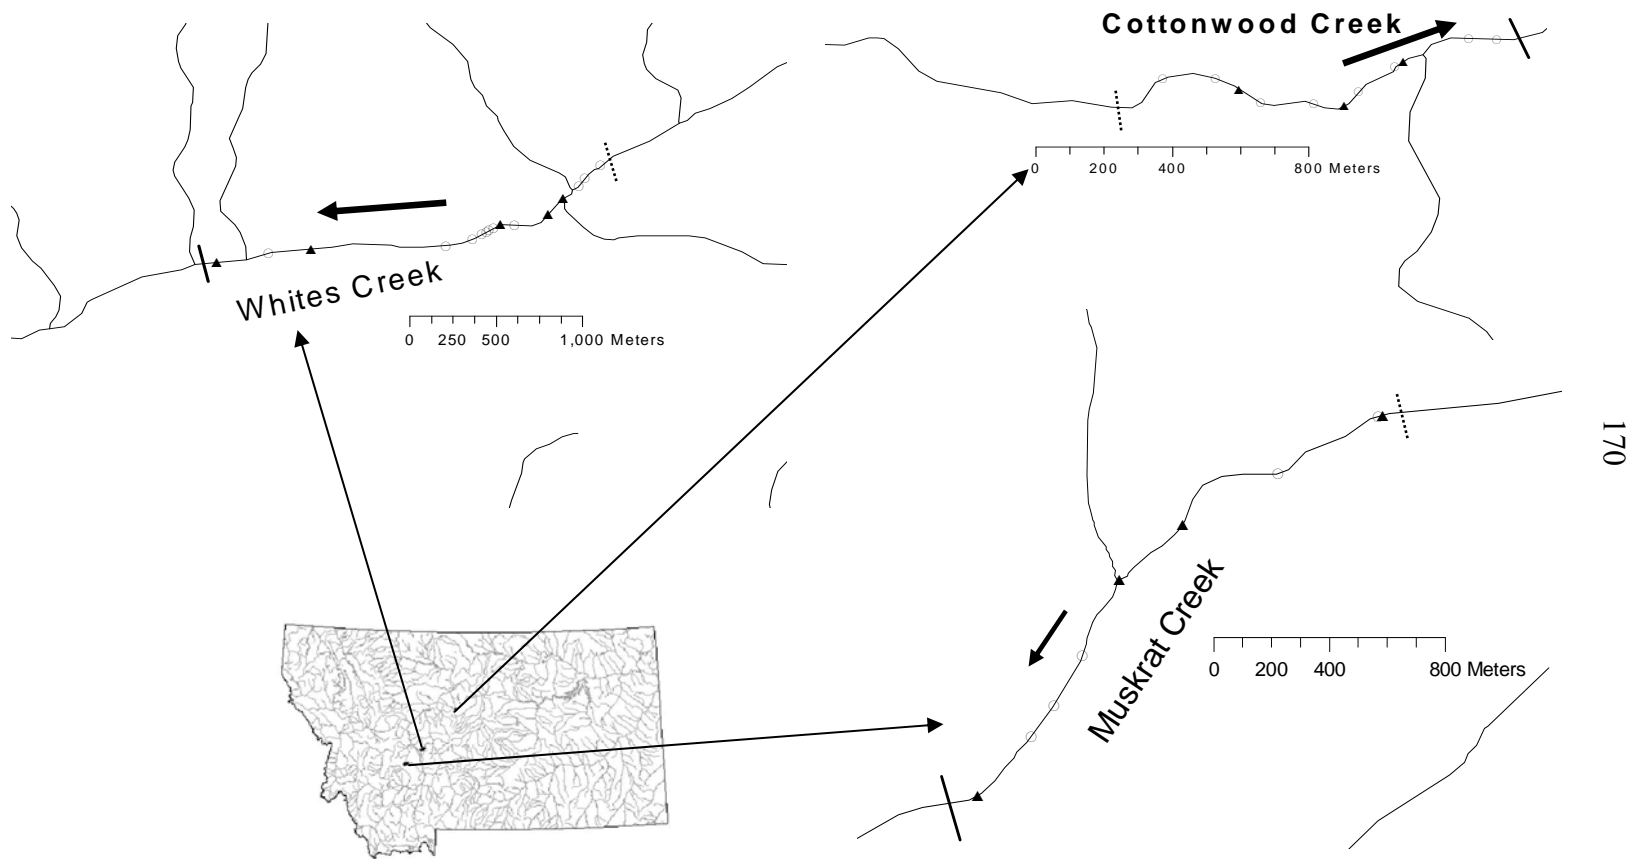 Cottonwood Creek
0 200 400 800 Meters
Whites Creek
0 250 500 1,000 Meters
170
Muskrat Creek
0 200 400 800 Meters